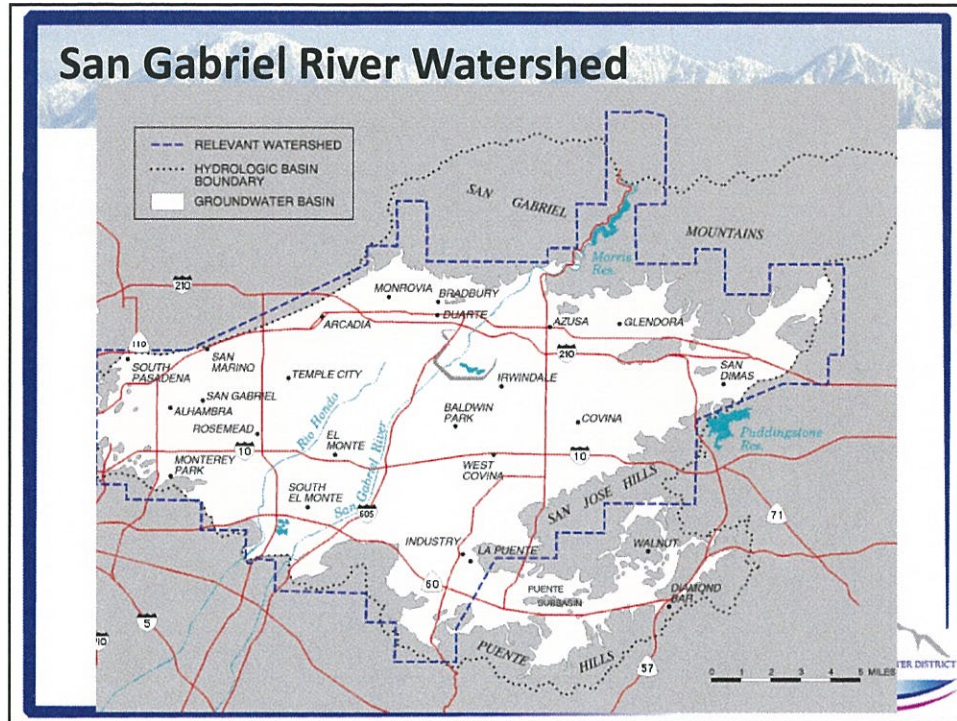 San Gabriel River Watershed
RELEVANT WATERSHED
HYDROLOGIC BASIN
BOUNDARY
GROUNDWATER BASIN
SAN GABRIEL
MOUNTAINS
Morris
Res.
210
MONROVIA
BRADBURY
DUARTE
ARCADIA
AZUSA
GLENDORA
210
110
SOUTH
PASADENA
SAN
MARINO
TEMPLE CITY
SAN
DIMAS
SAN GABRIEL
ALHAMBRA
IRWINDALE
Rio Hondo
BALDWIN
PARK
COVINA
Puddingstone
Res.
ROSEMEAD
10
EL
MONTE
San Gabriel River
10
MONTEREY
PARK
WEST
COVINA
SOUTH
EL MONTE
605
SAN JOSE HILLS
71
INDUSTRY
LA PUENTE
WALNUT
60
PUENTE
SUBBASIN
DIAMOND
BAR
5
PUENTE
HILLS
57
0 1 2 3 4 5 MILES
TER DISTRICT